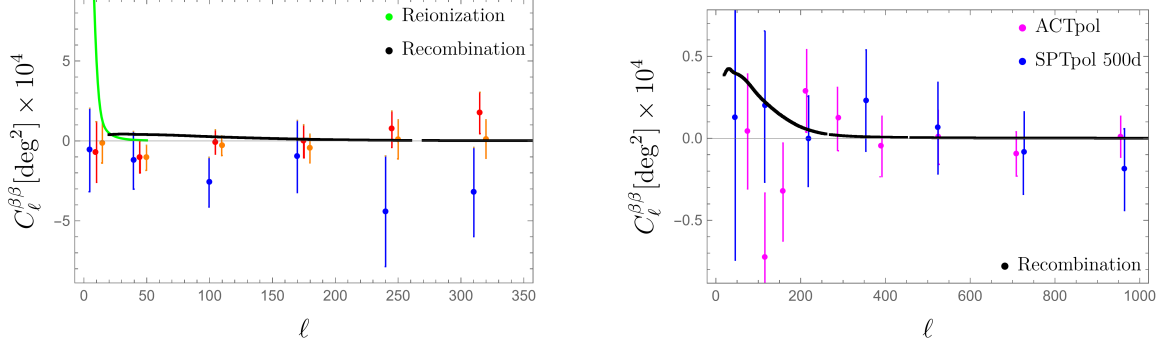 Reionization
Recombination
C_ℓ^{ββ}[deg²] × 10⁴
5
0
−5
0 50 100 150 200 250 300 350
ℓ
ACTpol
SPTpol 500d
Recombination
C_ℓ^{ββ}[deg²] × 10⁴
0.5
0.0
−0.5
0 200 400 600 800 1000
ℓ